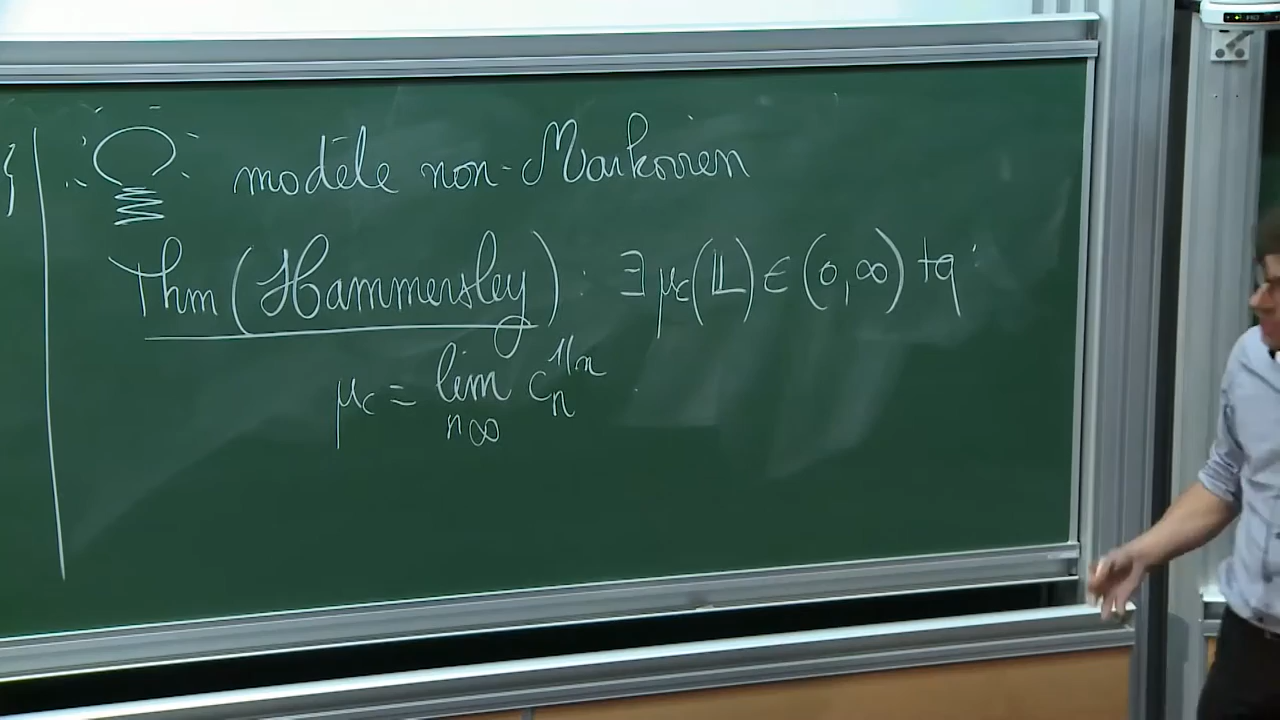 modèle non-Markovien
Thm (Hammersley) : ∃ μc(𝕃) ∈ (0,∞) tq
μc = lim n∞ cn^1/n